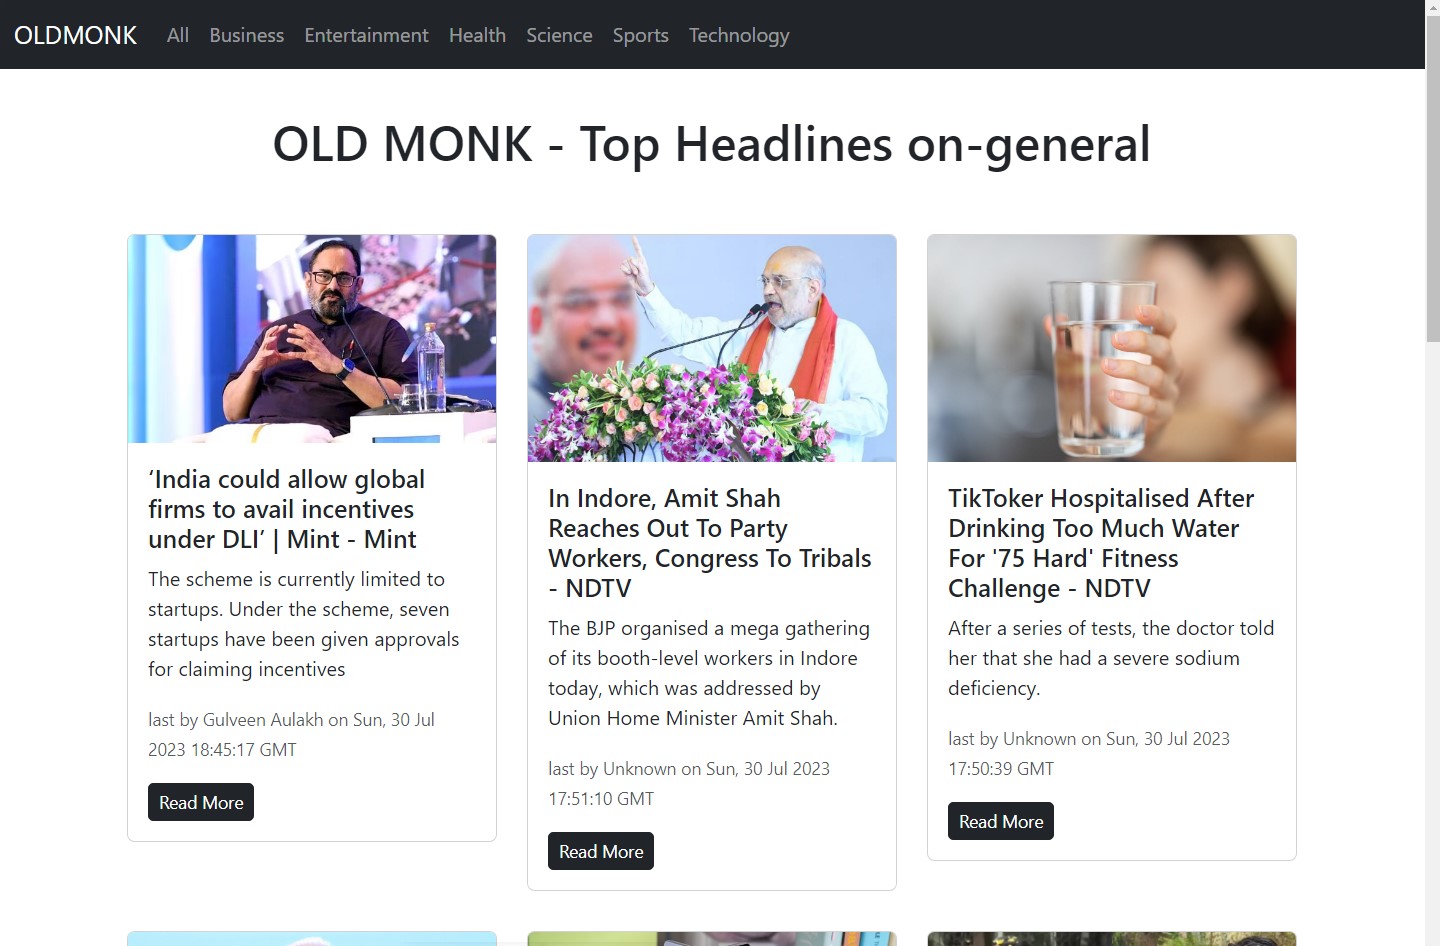 OLDMONK All Business Entertainment Health Science Sports Technology
OLD MONK - Top Headlines on-general
‘India could allow global
firms to avail incentives
under DLI’ | Mint - Mint
The scheme is currently limited to
startups. Under the scheme, seven
startups have been given approvals
for claiming incentives
last by Gulveen Aulakh on Sun, 30 Jul
2023 18:45:17 GMT
Read More
In Indore, Amit Shah
Reaches Out To Party
Workers, Congress To Tribals
- NDTV
The BJP organised a mega gathering
of its booth-level workers in Indore
today, which was addressed by
Union Home Minister Amit Shah.
last by Unknown on Sun, 30 Jul 2023
17:51:10 GMT
Read More
TikToker Hospitalised After
Drinking Too Much Water
For '75 Hard' Fitness
Challenge - NDTV
After a series of tests, the doctor told
her that she had a severe sodium
deficiency.
last by Unknown on Sun, 30 Jul 2023
17:50:39 GMT
Read More